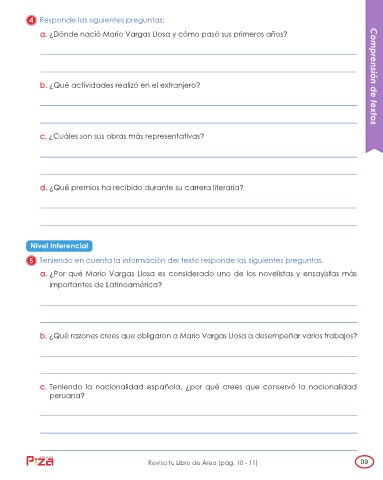 4 Responde las siguientes preguntas:
a. ¿Dónde nació Mario Vargas Llosa y cómo pasó sus primeros años?
b. ¿Qué actividades realizó en el extranjero?
c. ¿Cuáles son sus obras más representativas?
d. ¿Qué premios ha recibido durante su carrera literaria?
Nivel Inferencial
5 Teniendo en cuenta la información del texto responde las siguientes preguntas.
a. ¿Por qué Mario Vargas Llosa es considerado uno de los novelistas y ensayistas más
importantes de Latinoamérica?
b. ¿Qué razones crees que obligaron a Mario Vargas Llosa a desempeñar varios trabajos?
c. Teniendo la nacionalidad española, ¿por qué crees que conservó la nacionalidad
peruana?
Comprensión de textos
Revisa tu Libro de Área (pág. 10 - 11)
09